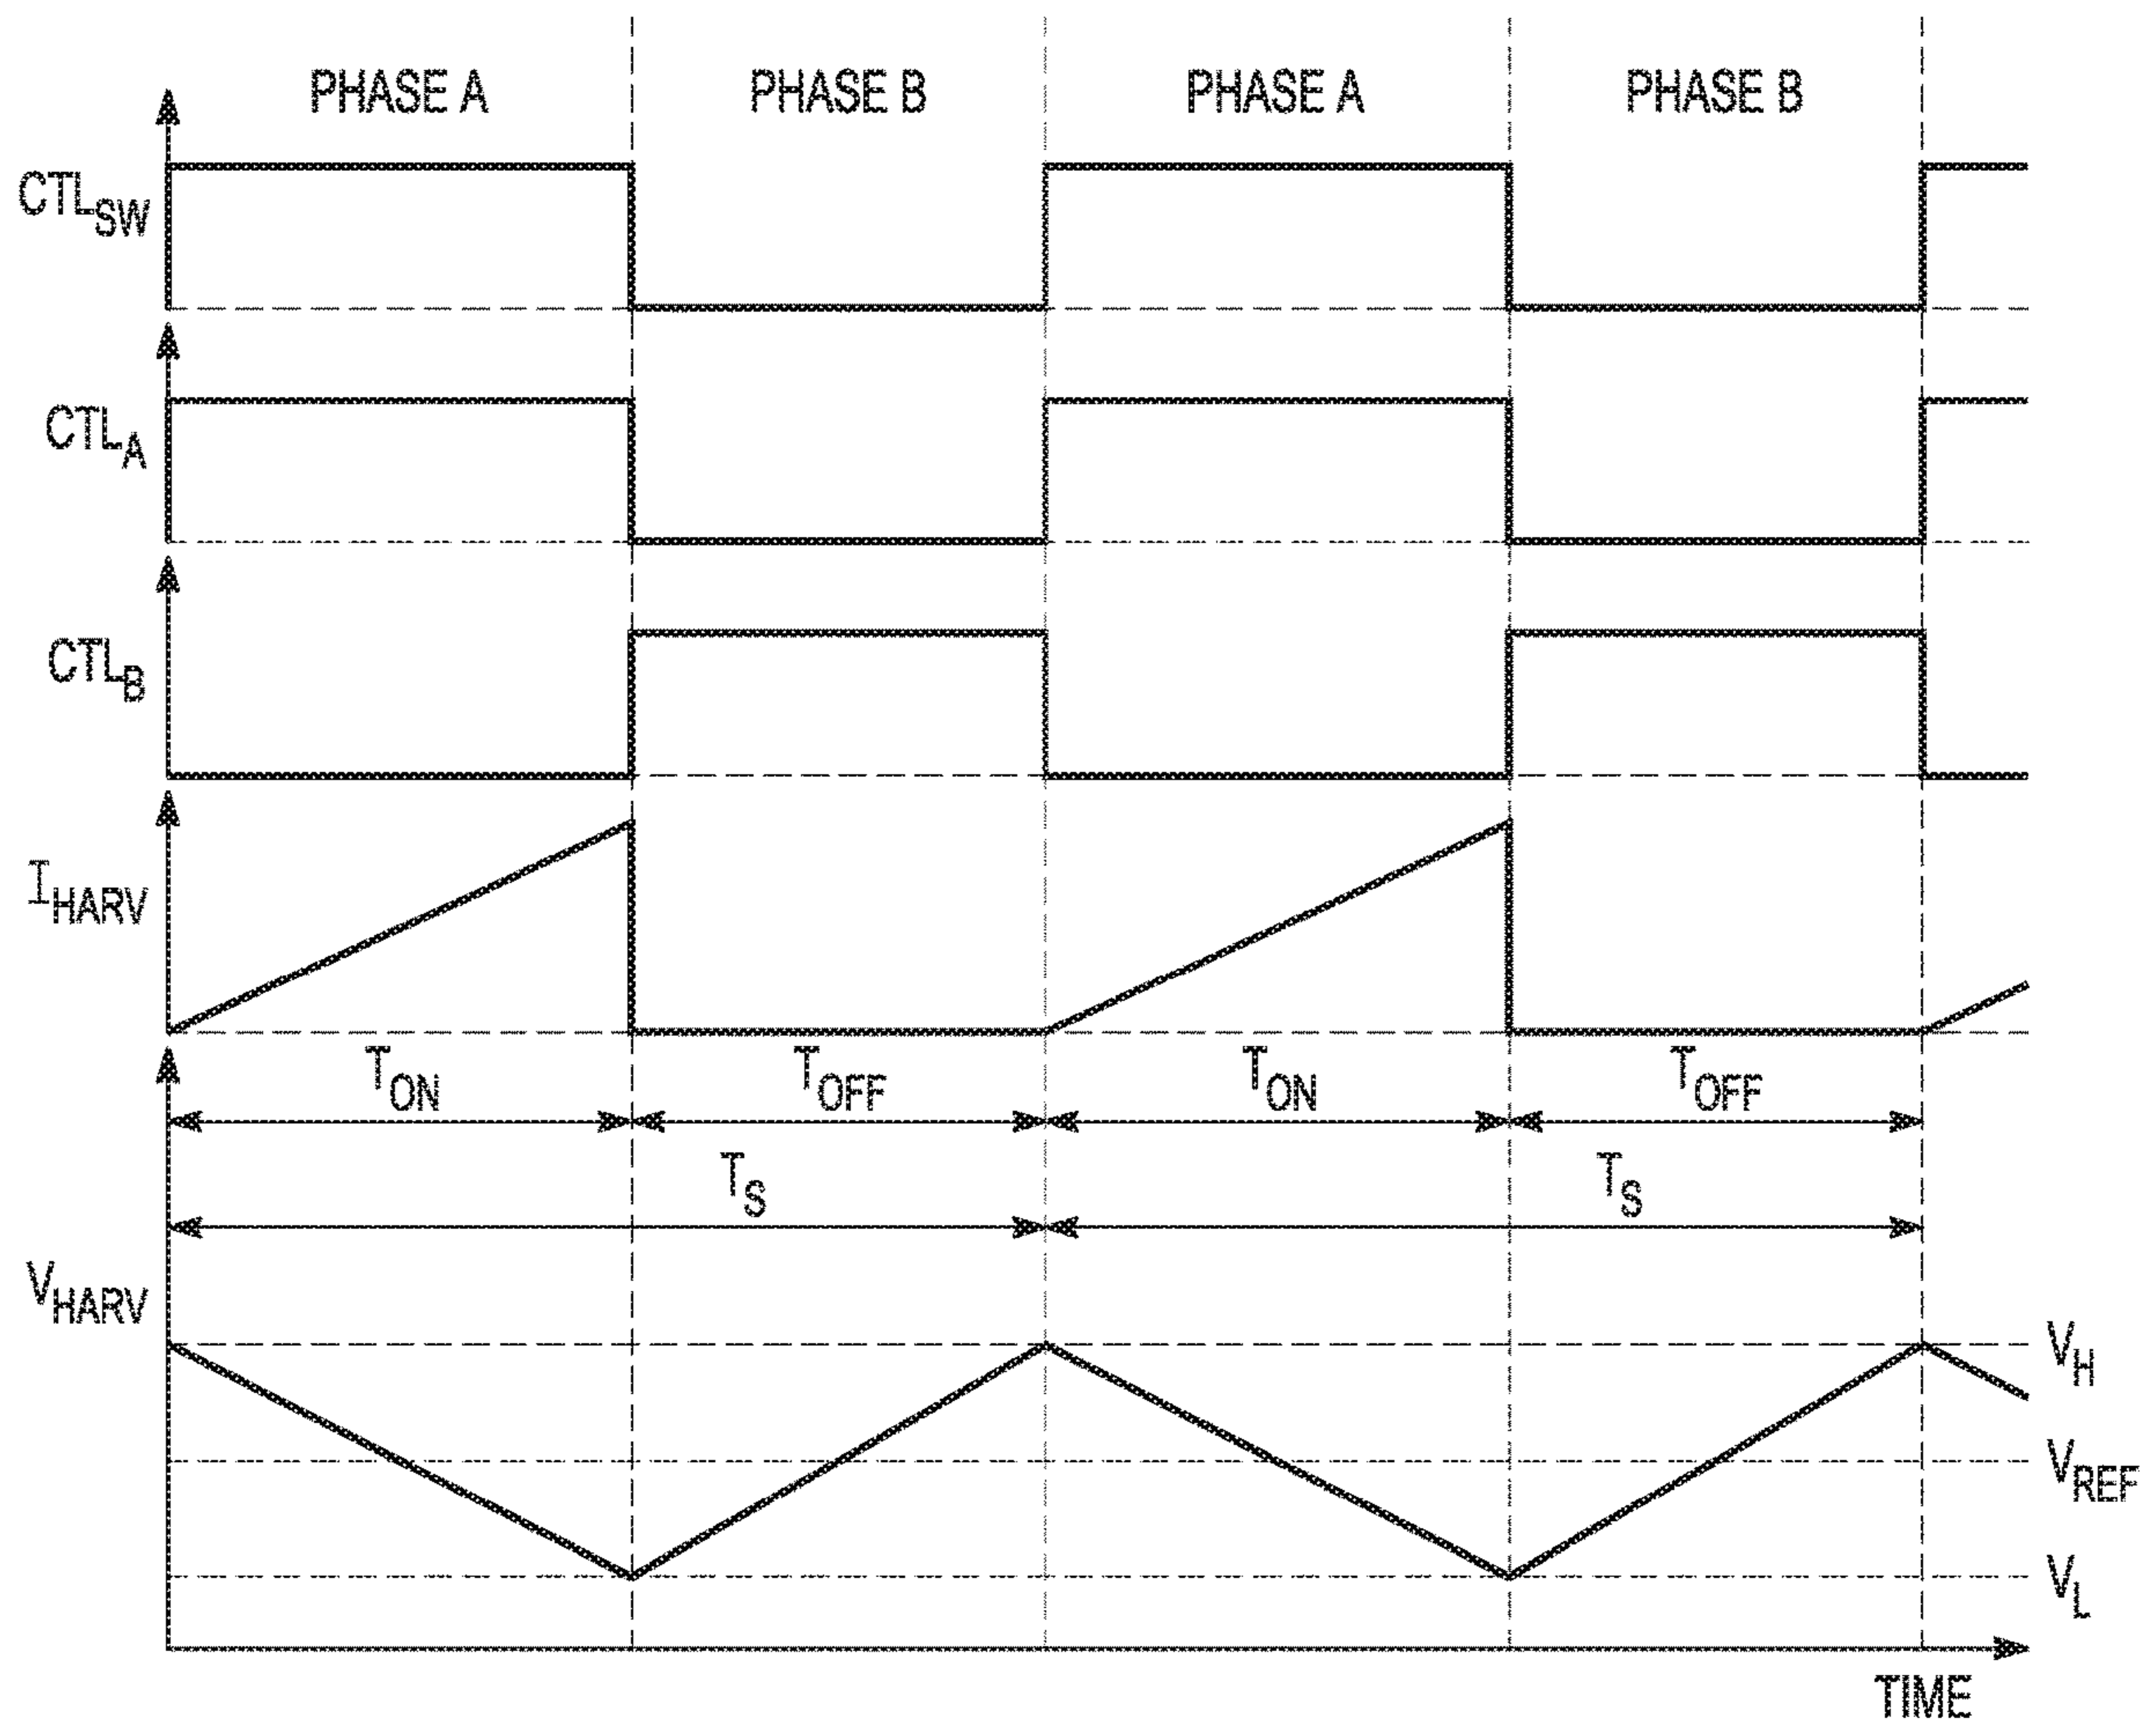 PHASE A PHASE B PHASE A PHASE B
CTLSW
CTLA
CTLB
IHARV
TON TOFF TON TOFF
TS TS
VHARV
VH
VREF
VL
TIME